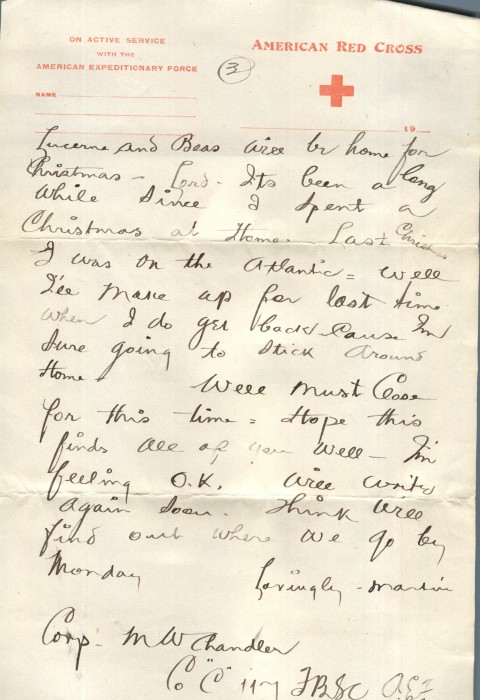 ON ACTIVE SERVICE
WITH THE
AMERICAN EXPEDITIONARY FORCE
AMERICAN RED CROSS
3
NAME
19
Lucerne and Beas will be home for
Christmas - Lord - Its been a long
while since I spent a
Christmas at Home. Last Christmas
I was on the Atlantic = Well
I'll make up for lost time
when I do get back Cause I'm
sure going to stick around
Home -
Well Must Close
for this time = Hope this
finds all of you well - I'm
feeling O.K. Will write
again soon. Think will
find out where we go by
Monday
Lovingly - Martin
Corp. M W Chandler
Co "C" 117 F B S C A.E.F